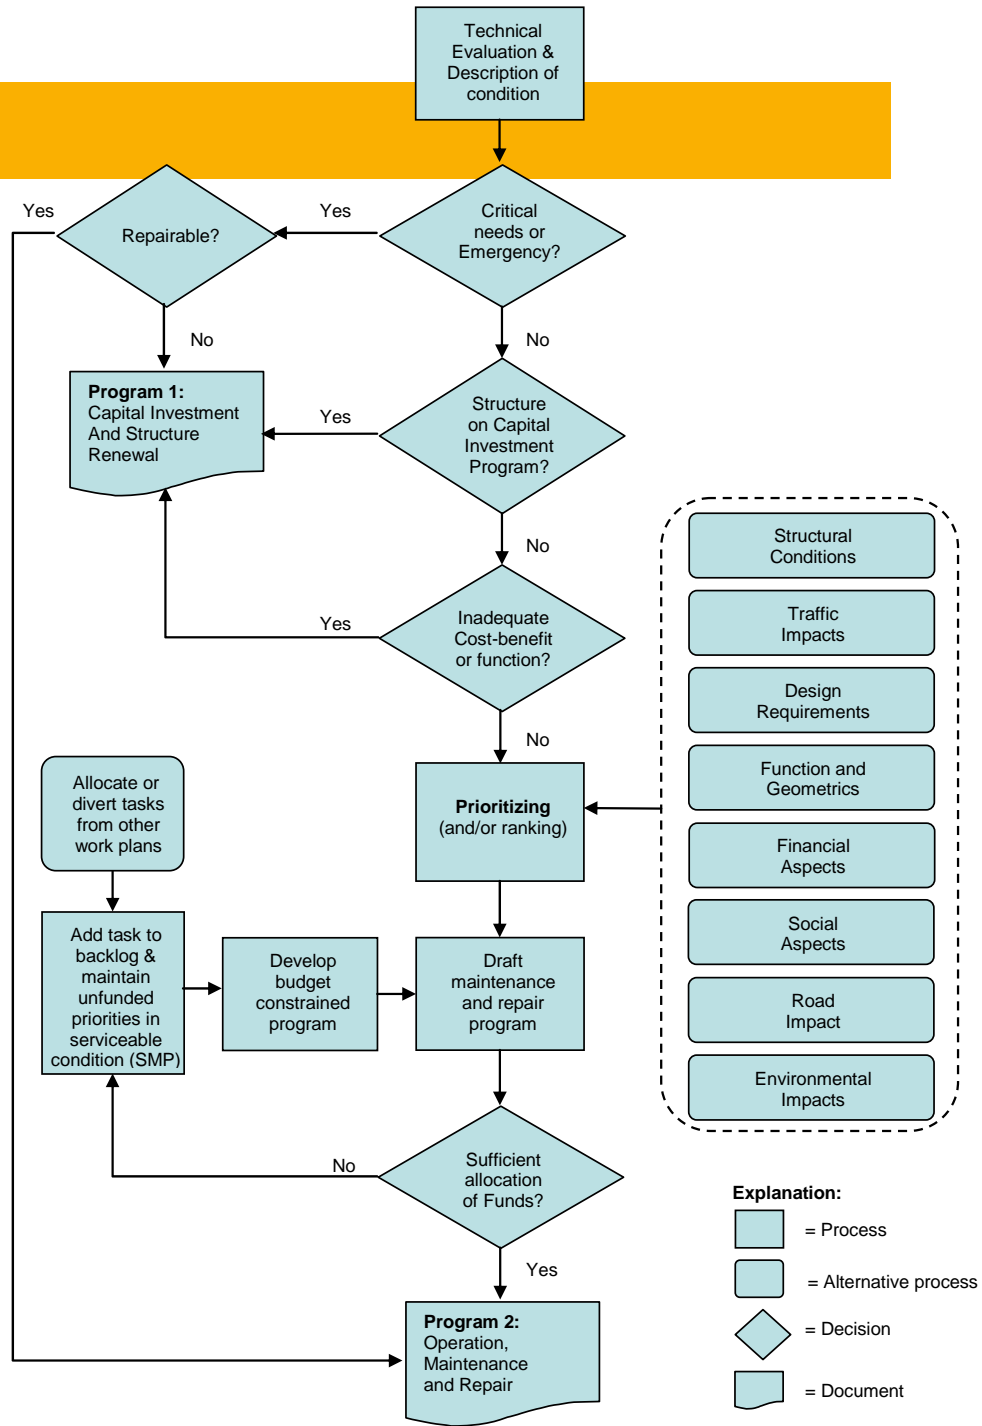 Technical
Evaluation &
Description of
condition
Yes
Repairable?
Yes
Critical
needs or
Emergency?
No
No
Program 1:
Capital Investment
And Structure
Renewal
Yes
Structure
on Capital
Investment
Program?
No
Yes
Inadequate
Cost-benefit
or function?
No
Structural
Conditions
Traffic
Impacts
Design
Requirements
Function and
Geometrics
Financial
Aspects
Social
Aspects
Road
Impact
Environmental
Impacts
Prioritizing
(and/or ranking)
Allocate or
divert tasks
from other
work plans
Add task to
backlog &
maintain
unfunded
priorities in
serviceable
condition (SMP)
Develop
budget
constrained
program
Draft
maintenance
and repair
program
No
Sufficient
allocation
of Funds?
Yes
Program 2:
Operation,
Maintenance
and Repair
Explanation:
= Process
= Alternative process
= Decision
= Document